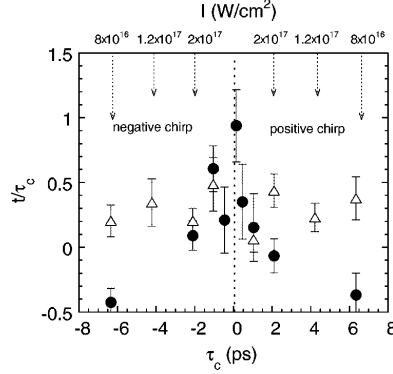 I (W/cm²)
8x10¹⁶ 1.2x10¹⁷ 2x10¹⁷ 2x10¹⁷ 1.2x10¹⁷ 8x10¹⁶
1.5
negative chirp positive chirp
1
t/τc
0.5
0
-0.5
-8 -6 -4 -2 0 2 4 6 8
τc (ps)